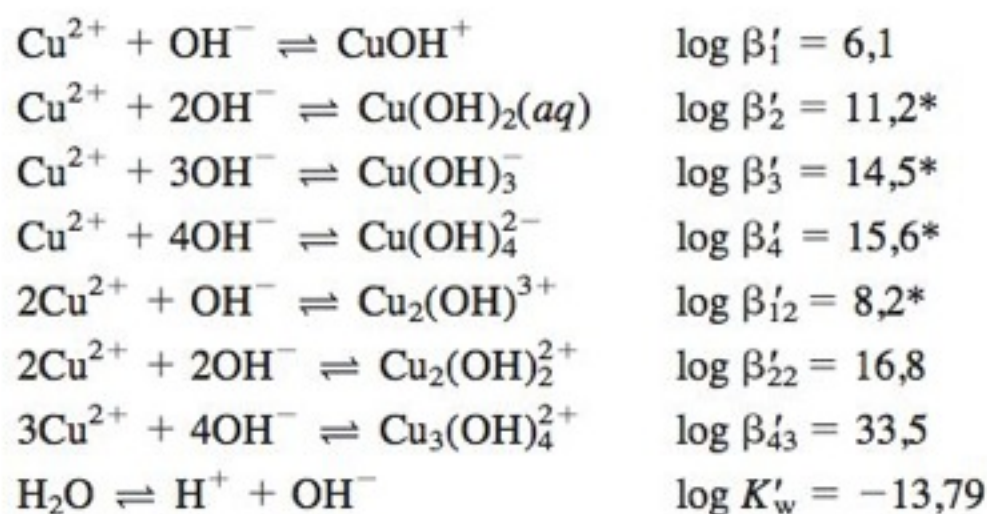 Cu²⁺ + OH⁻ ⇌ CuOH⁺ log β′₁ = 6,1
Cu²⁺ + 2OH⁻ ⇌ Cu(OH)₂(aq) log β′₂ = 11,2*
Cu²⁺ + 3OH⁻ ⇌ Cu(OH)₃⁻ log β′₃ = 14,5*
Cu²⁺ + 4OH⁻ ⇌ Cu(OH)₄²⁻ log β′₄ = 15,6*
2Cu²⁺ + OH⁻ ⇌ Cu₂(OH)³⁺ log β′₁₂ = 8,2*
2Cu²⁺ + 2OH⁻ ⇌ Cu₂(OH)₂²⁺ log β′₂₂ = 16,8
3Cu²⁺ + 4OH⁻ ⇌ Cu₃(OH)₄²⁺ log β′₄₃ = 33,5
H₂O ⇌ H⁺ + OH⁻ log K′w = −13,79